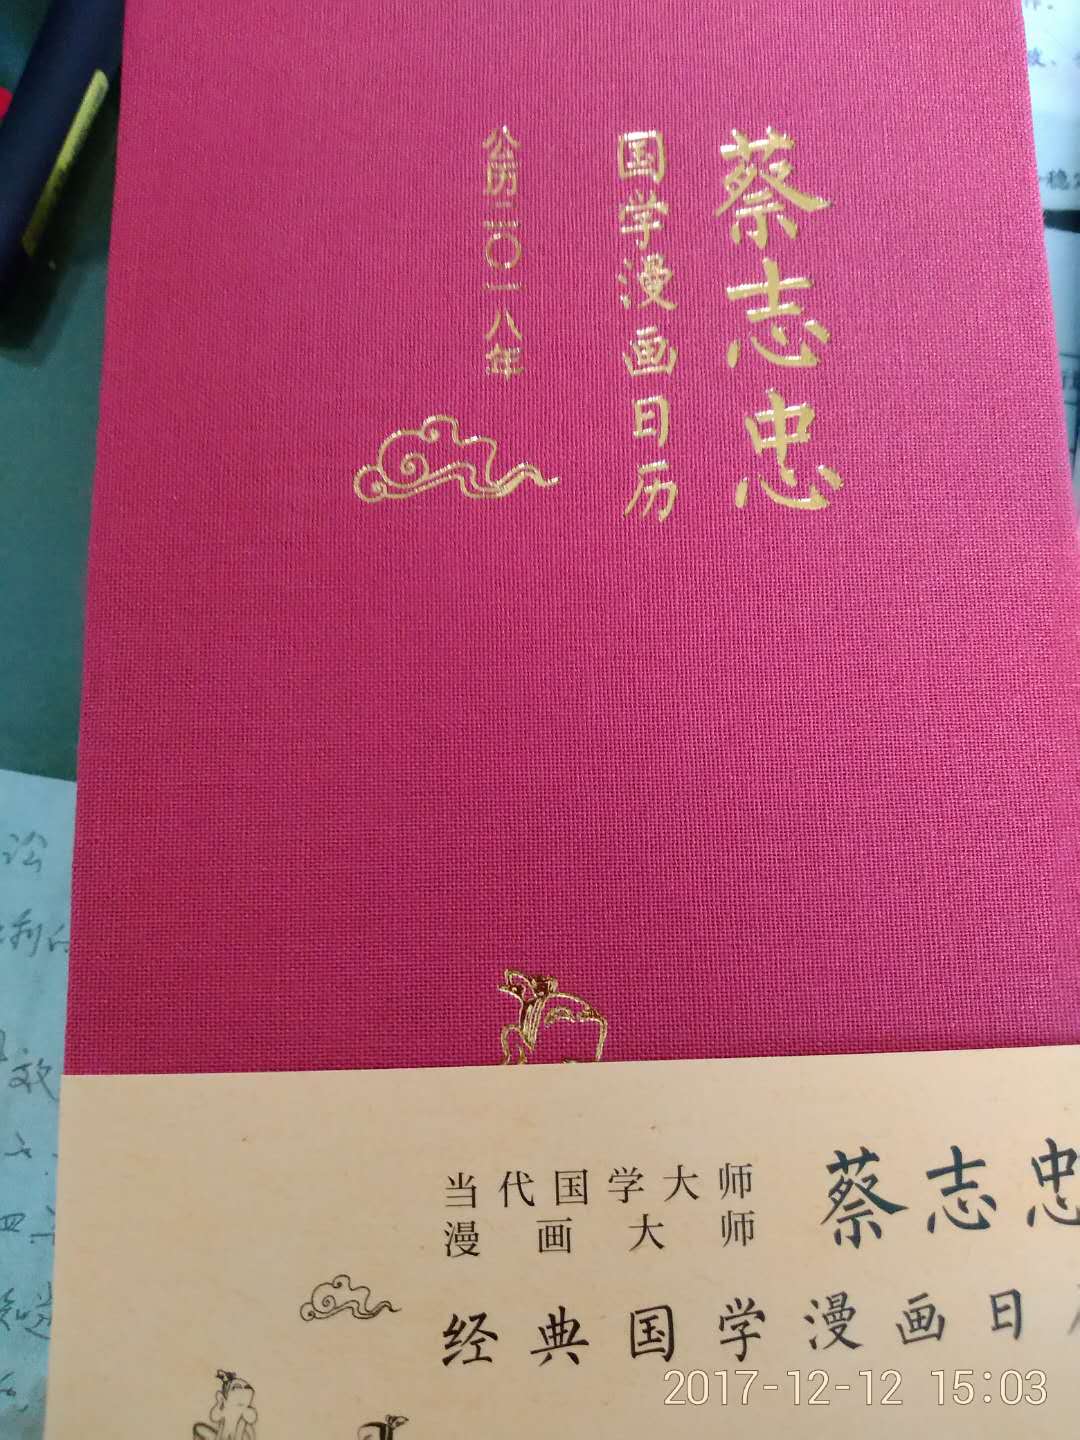 蔡志忠
国学漫画日历
公历二〇一八年
当代国学大师
漫画大师
蔡志忠
经典国学漫画日
2017-12-12 15:03
论
效